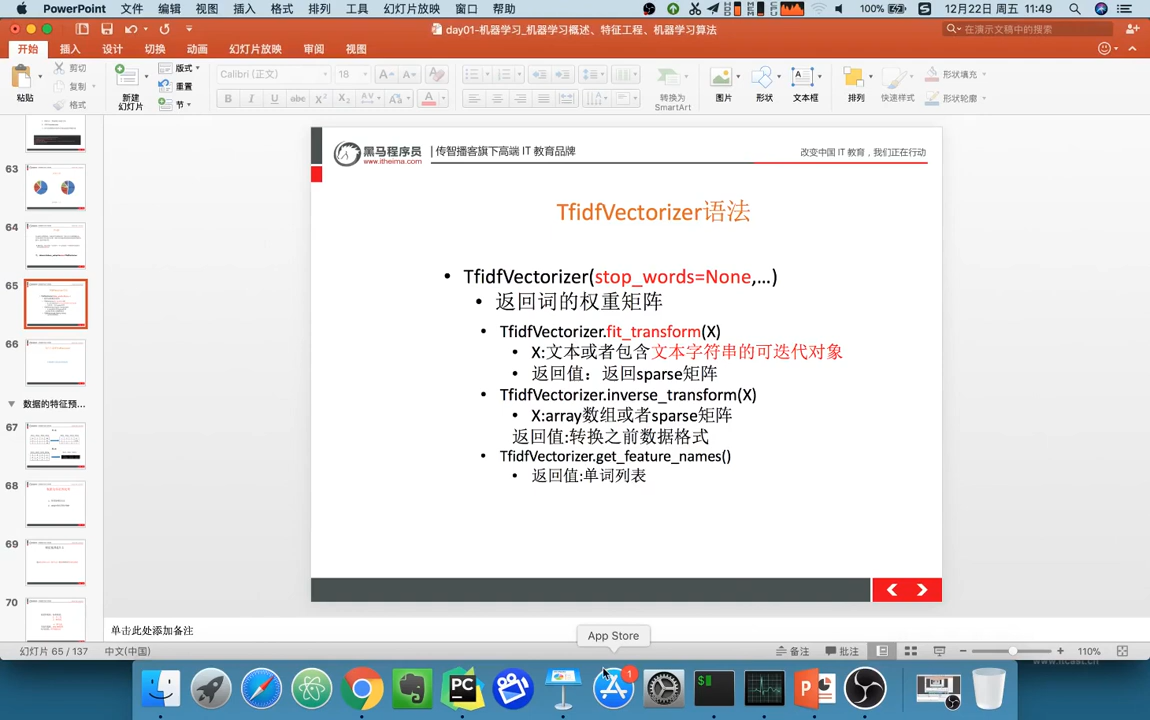 PowerPoint 文件 编辑 视图 插入 格式 排列 工具 幻灯片放映 窗口 帮助 100% 12月22日 周五 11:49
day01-机器学习_机器学习概述、特征工程、机器学习算法
在演示文稿中的搜索
开始 插入 设计 切换 动画 幻灯片放映 审阅 视图
粘贴
剪切
复制
格式
新建
幻灯片
版式
重置
节
Calibri (正文) 18
B I U abc X² X₂ AV Aa A
转换为
SmartArt
图片
形状
文本框
排列
快速样式
形状填充
形状轮廓
63
64
65
66
数据的特征预...
67
68
69
70
黑马程序员
www.itheima.com
传智播客旗下高端 IT 教育品牌
改变中国 IT 教育，我们正在行动
TfidfVectorizer语法
• TfidfVectorizer(stop_words=None,…)
• 返回词的权重矩阵
• TfidfVectorizer.fit_transform(X)
• X:文本或者包含文本字符串的可迭代对象
• 返回值：返回sparse矩阵
• TfidfVectorizer.inverse_transform(X)
• X:array数组或者sparse矩阵
返回值:转换之前数据格式
• TfidfVectorizer.get_feature_names()
• 返回值:单词列表
单击此处添加备注
App Store
幻灯片 65 / 137 中文(中国) 备注 批注 110%
www.itcast.cn
PC
1
$
P